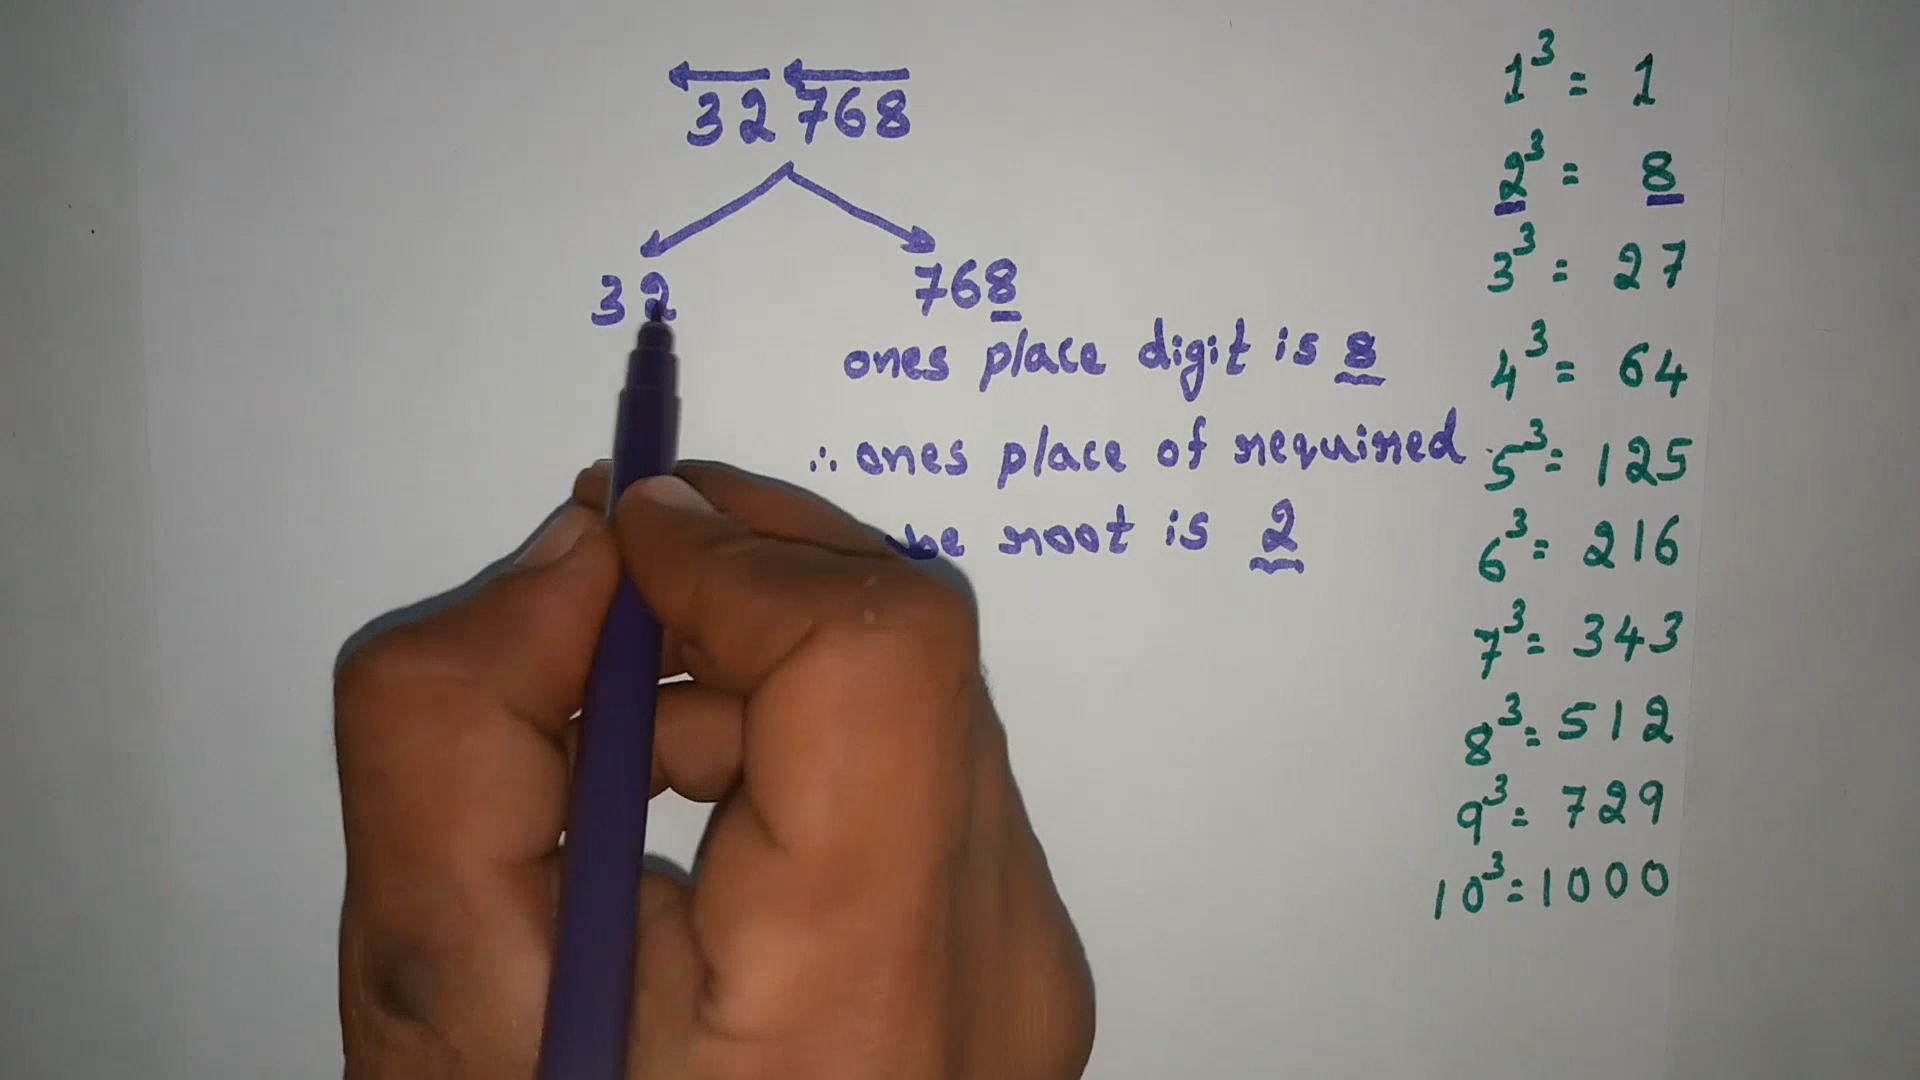 32 768
32 768
ones place digit is 8
∴ ones place of required
root is 2
1³ = 1
2³ = 8
3³ = 27
4³ = 64
5³ = 125
6³ = 216
7³ = 343
8³ = 512
9³ = 729
10³ = 1000